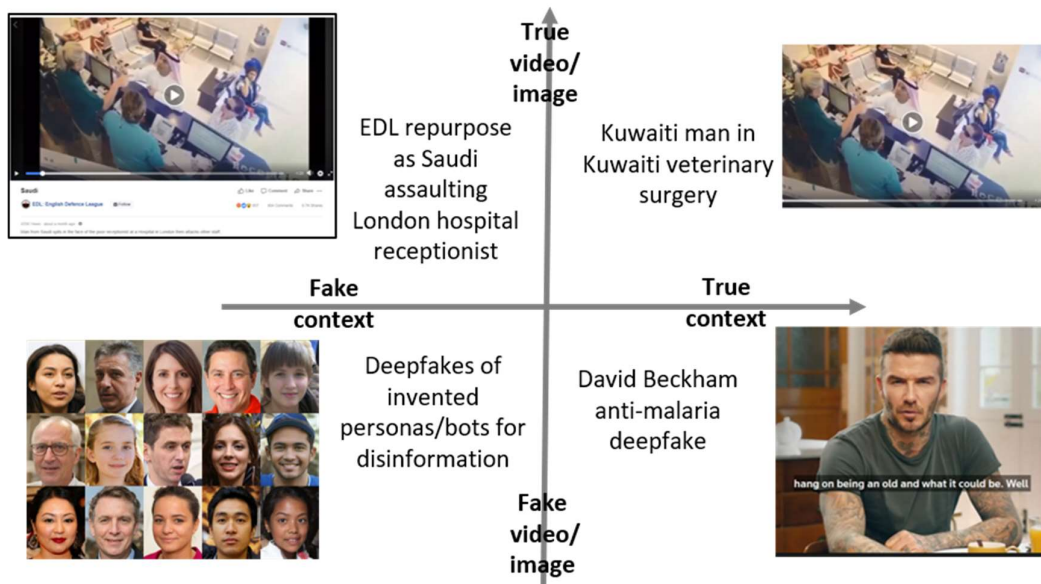 True
video/
image
EDL repurpose
as Saudi
assaulting
London hospital
receptionist
Kuwaiti man in
Kuwaiti veterinary
surgery
Saudi
Like Comment Share
EDL: English Defence League
Fake
context
True
context
Deepfakes of
invented
personas/bots for
disinformation
David Beckham
anti-malaria
deepfake
hang on being an old and what it could be. Well
Fake
video/
image